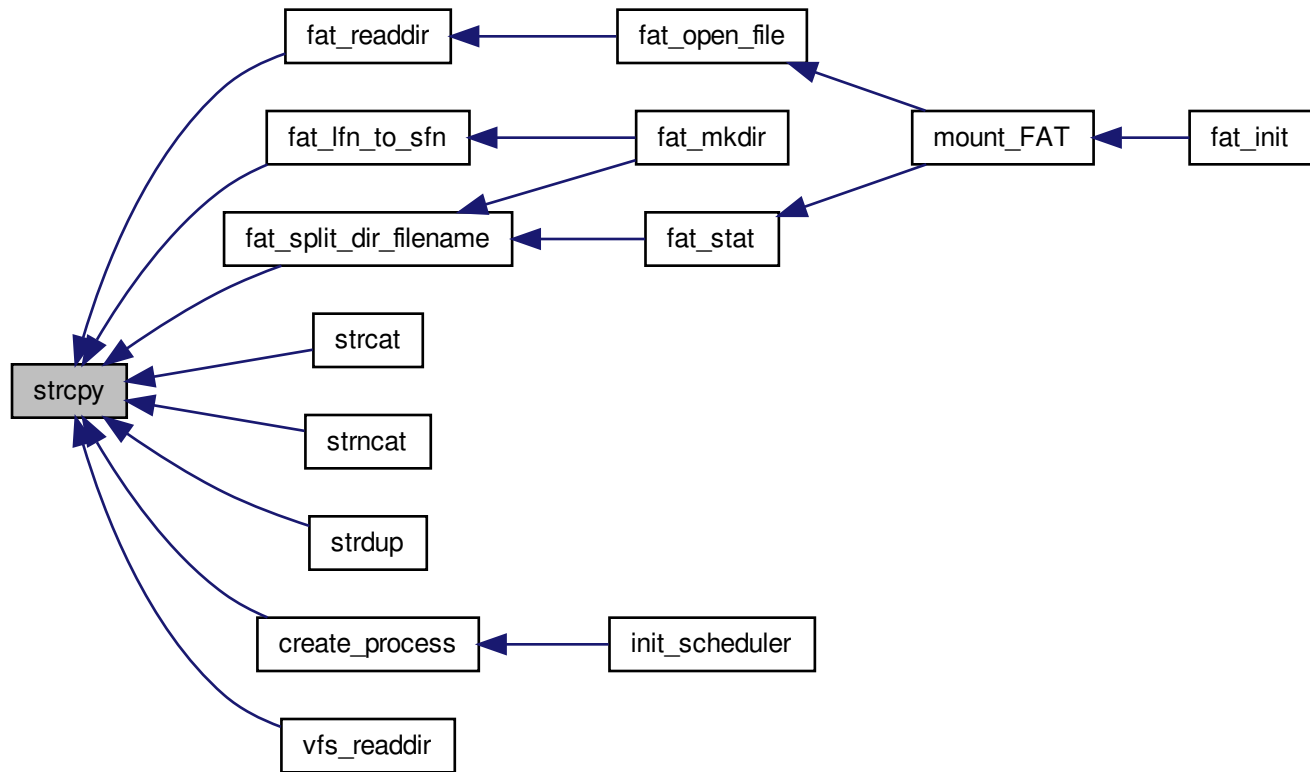 fat_readdir
fat_open_file
fat_lfn_to_sfn
fat_mkdir
mount_FAT
fat_init
fat_split_dir_filename
fat_stat
strcat
strcpy
strncat
strdup
create_process
init_scheduler
vfs_readdir